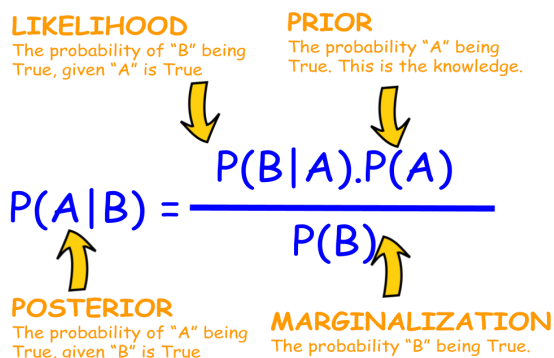 LIKELIHOOD
The probability of “B” being
True, given “A” is True
PRIOR
The probability “A” being
True. This is the knowledge.
P(A|B) =
P(B|A).P(A)
P(B)
POSTERIOR
The probability of “A” being
True, given “B” is True
MARGINALIZATION
The probability “B” being True.